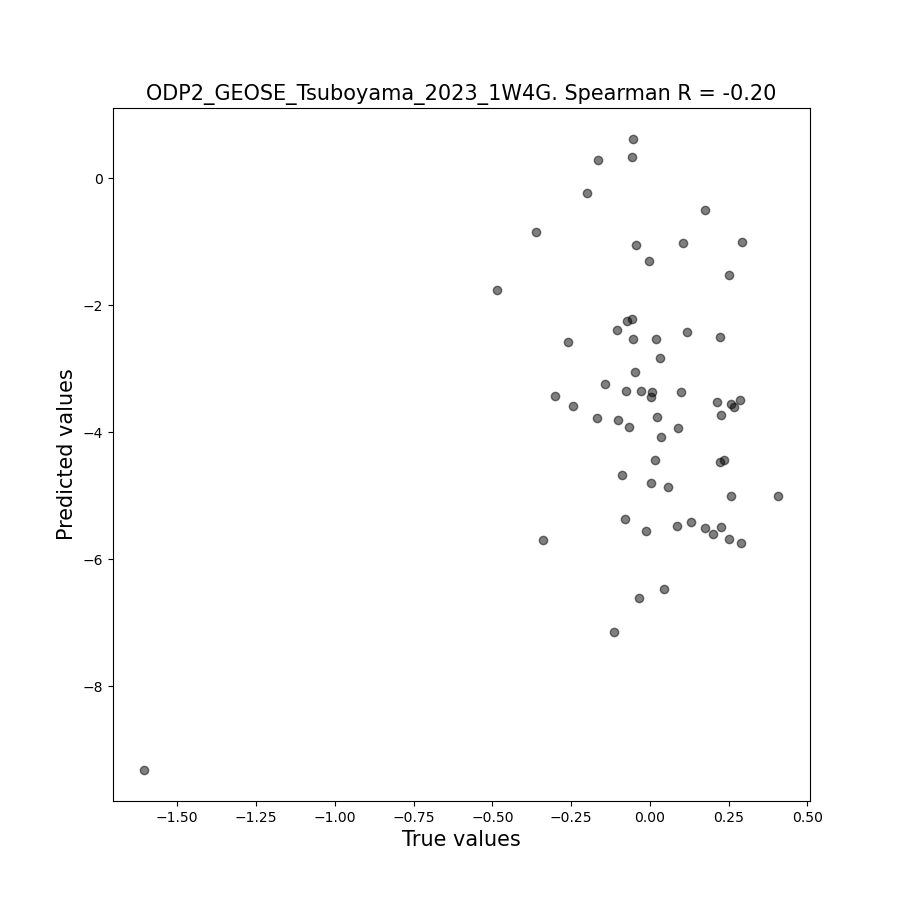 ODP2_GEOSE_Tsuboyama_2023_1W4G. Spearman R = -0.20
0
−2
−4
−6
−8
Predicted values
−1.50 −1.25 −1.00 −0.75 −0.50 −0.25 0.00 0.25 0.50
True values